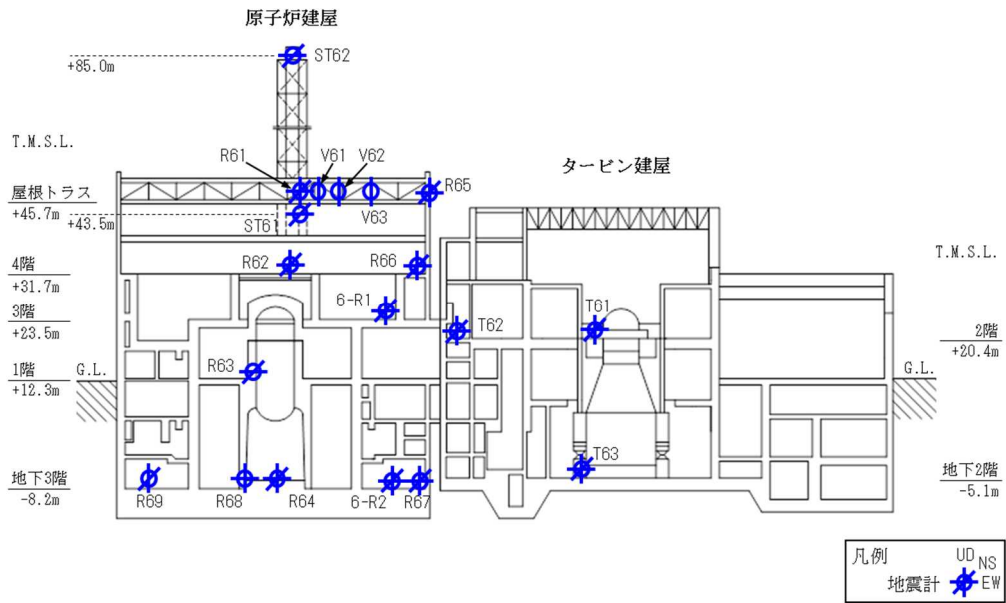 原子炉建屋
ST62
+85.0m
T.M.S.L.
R61
V61
V62
タービン建屋
屋根トラス
+45.7m
+43.5m
ST61
V63
R65
T.M.S.L.
4階
+31.7m
R62
R66
6-R1
3階
+23.5m
T62
T61
2階
+20.4m
1階
+12.3m
G.L.
R63
G.L.
地下3階
-8.2m
R69
R68
R64
6-R2
R67
T63
地下2階
-5.1m
凡例
UD
NS
地震計
EW